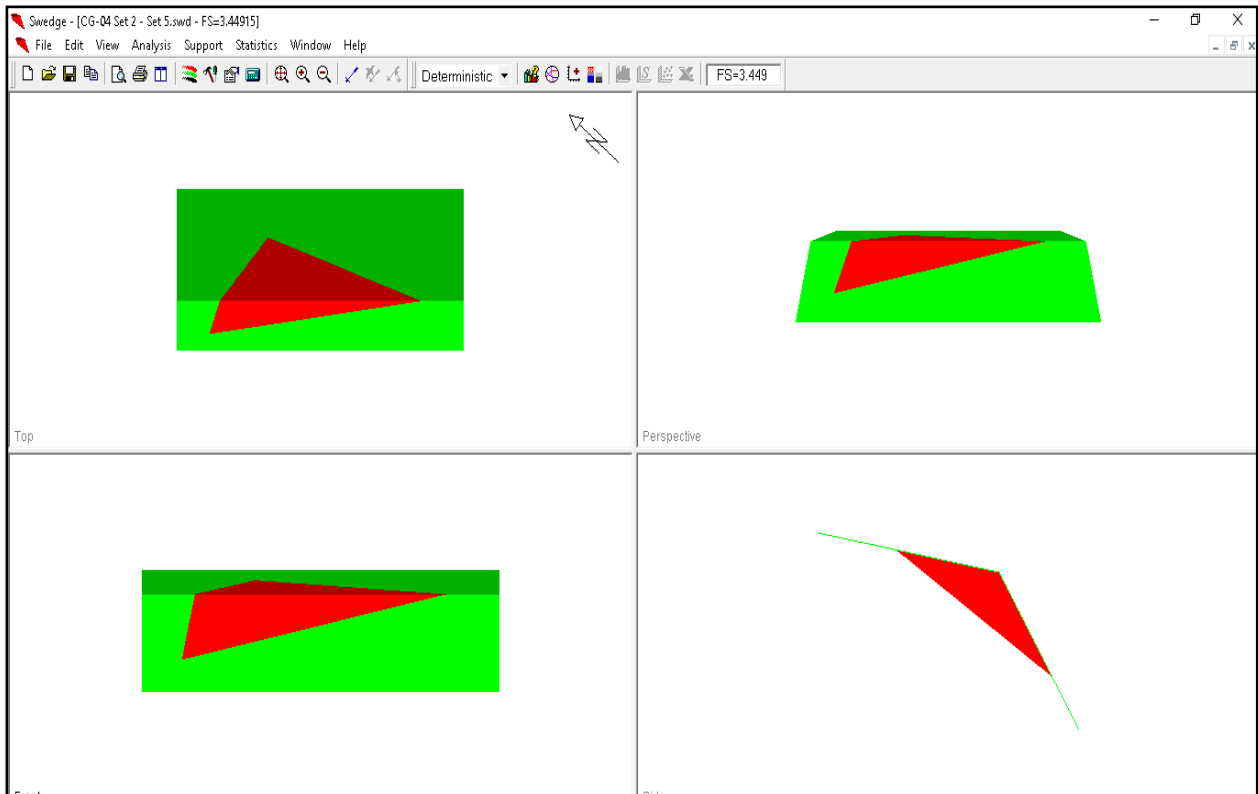 Swedge - [CG-04 Set 2 - Set 5.swd - FS=3.44915]
File Edit View Analysis Support Statistics Window Help
Deterministic FS=3.449
Top
Perspective